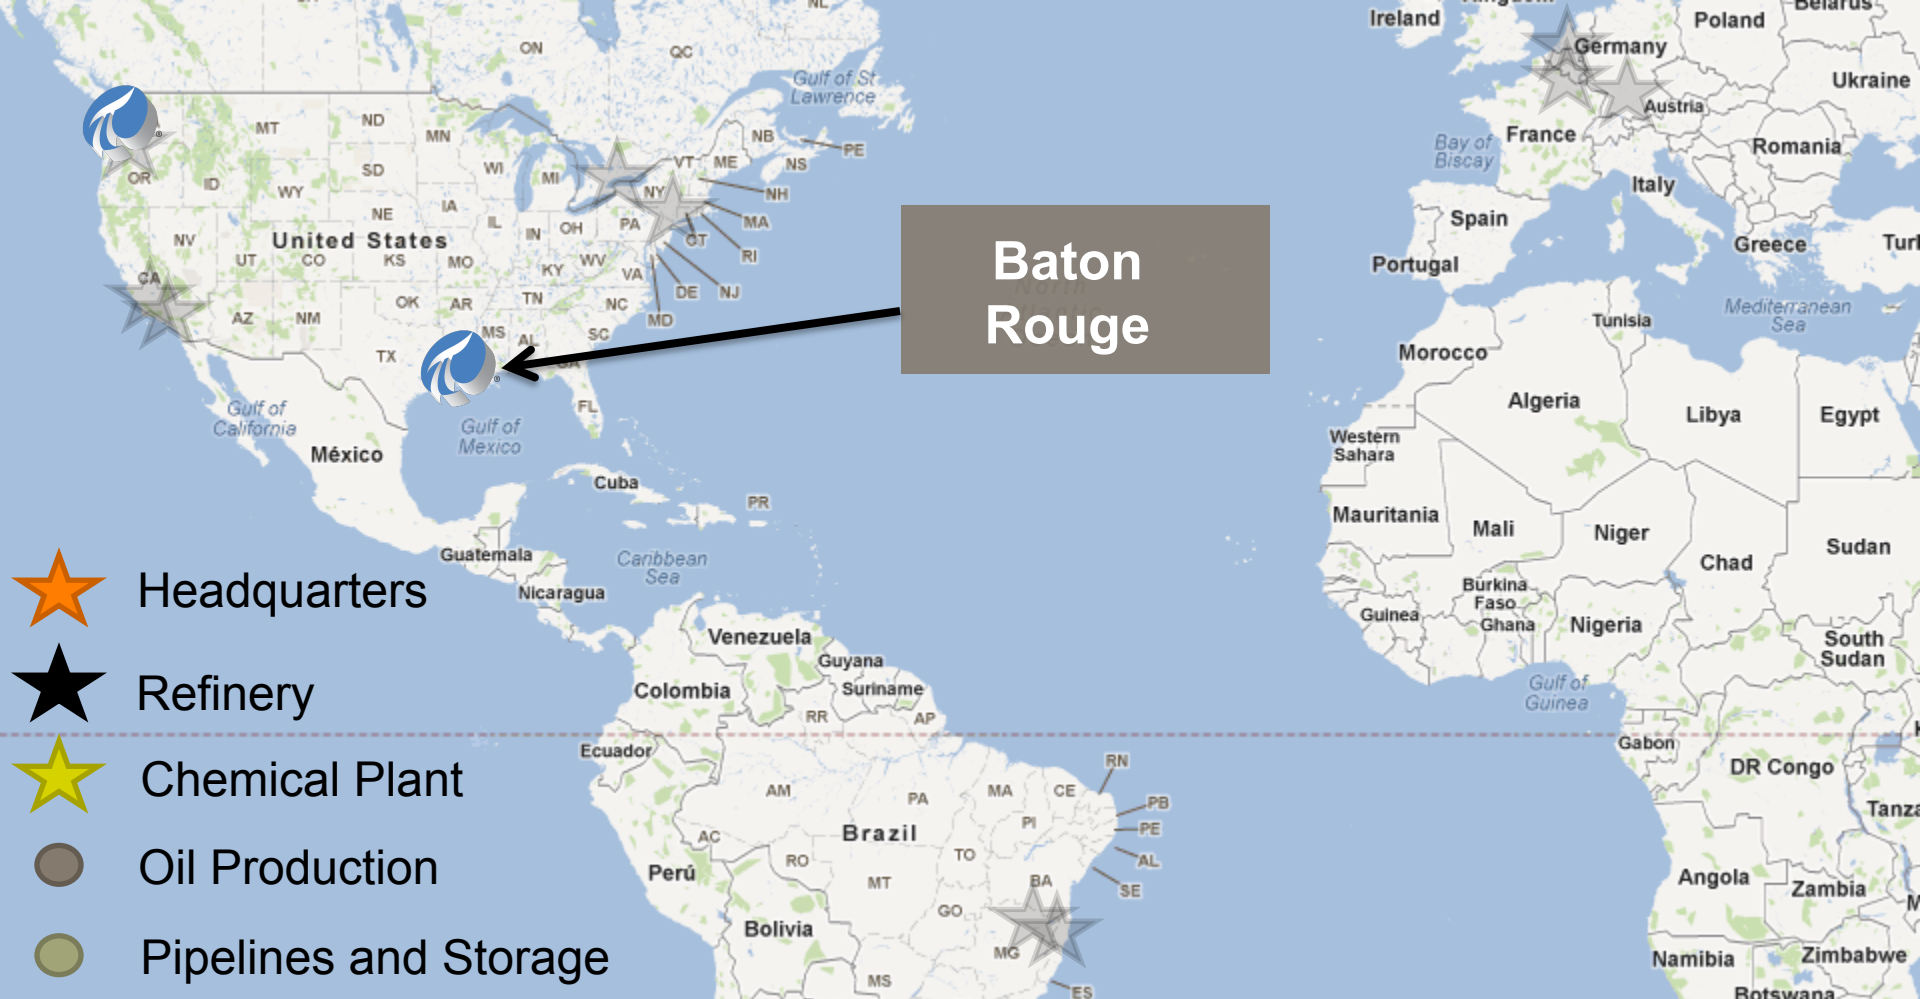 NL
Ireland
Kingdom
Belarus
Poland
Germany
ON
QC
Gulf of St
Lawrence
Ukraine
Austria
MT
ND
MN
NB
PE
Bay of
Biscay
France
Romania
OR
ID
WY
SD
WI
MI
VT
ME
NS
NY
NH
Italy
NE
IA
IL
IN
OH
PA
CT
MA
RI
Spain
NV
United States
UT
CO
KS
MO
KY
WV
VA
DE
NJ
Portugal
Greece
Turk
CA
AZ
NM
OK
AR
TN
NC
MD
SC
Baton
Rouge
North
Mediterranean
Sea
Tunisia
Morocco
TX
MS
AL
GA
®
®
FL
Gulf of
California
Gulf of
Mexico
México
Algeria
Libya
Egypt
Western
Sahara
Cuba
PR
Mauritania
Mali
Niger
Chad
Sudan
Guatemala
Caribbean
Sea
Nicaragua
Burkina
Faso
Guinea
Ghana
Nigeria
South
Sudan
Headquarters
Venezuela
Guyana
Suriname
Colombia
RR
AP
Gulf of
Guinea
Refinery
Ecuador
Gabon
DR Congo
Chemical Plant
AM
PA
MA
CE
RN
PB
PE
PI
AL
SE
Tanza
Brazil
AC
RO
TO
Perú
MT
BA
GO
Oil Production
Angola
Zambia
M
Bolivia
MG
MS
ES
Pipelines and Storage
Namibia
Zimbabwe
Botswana